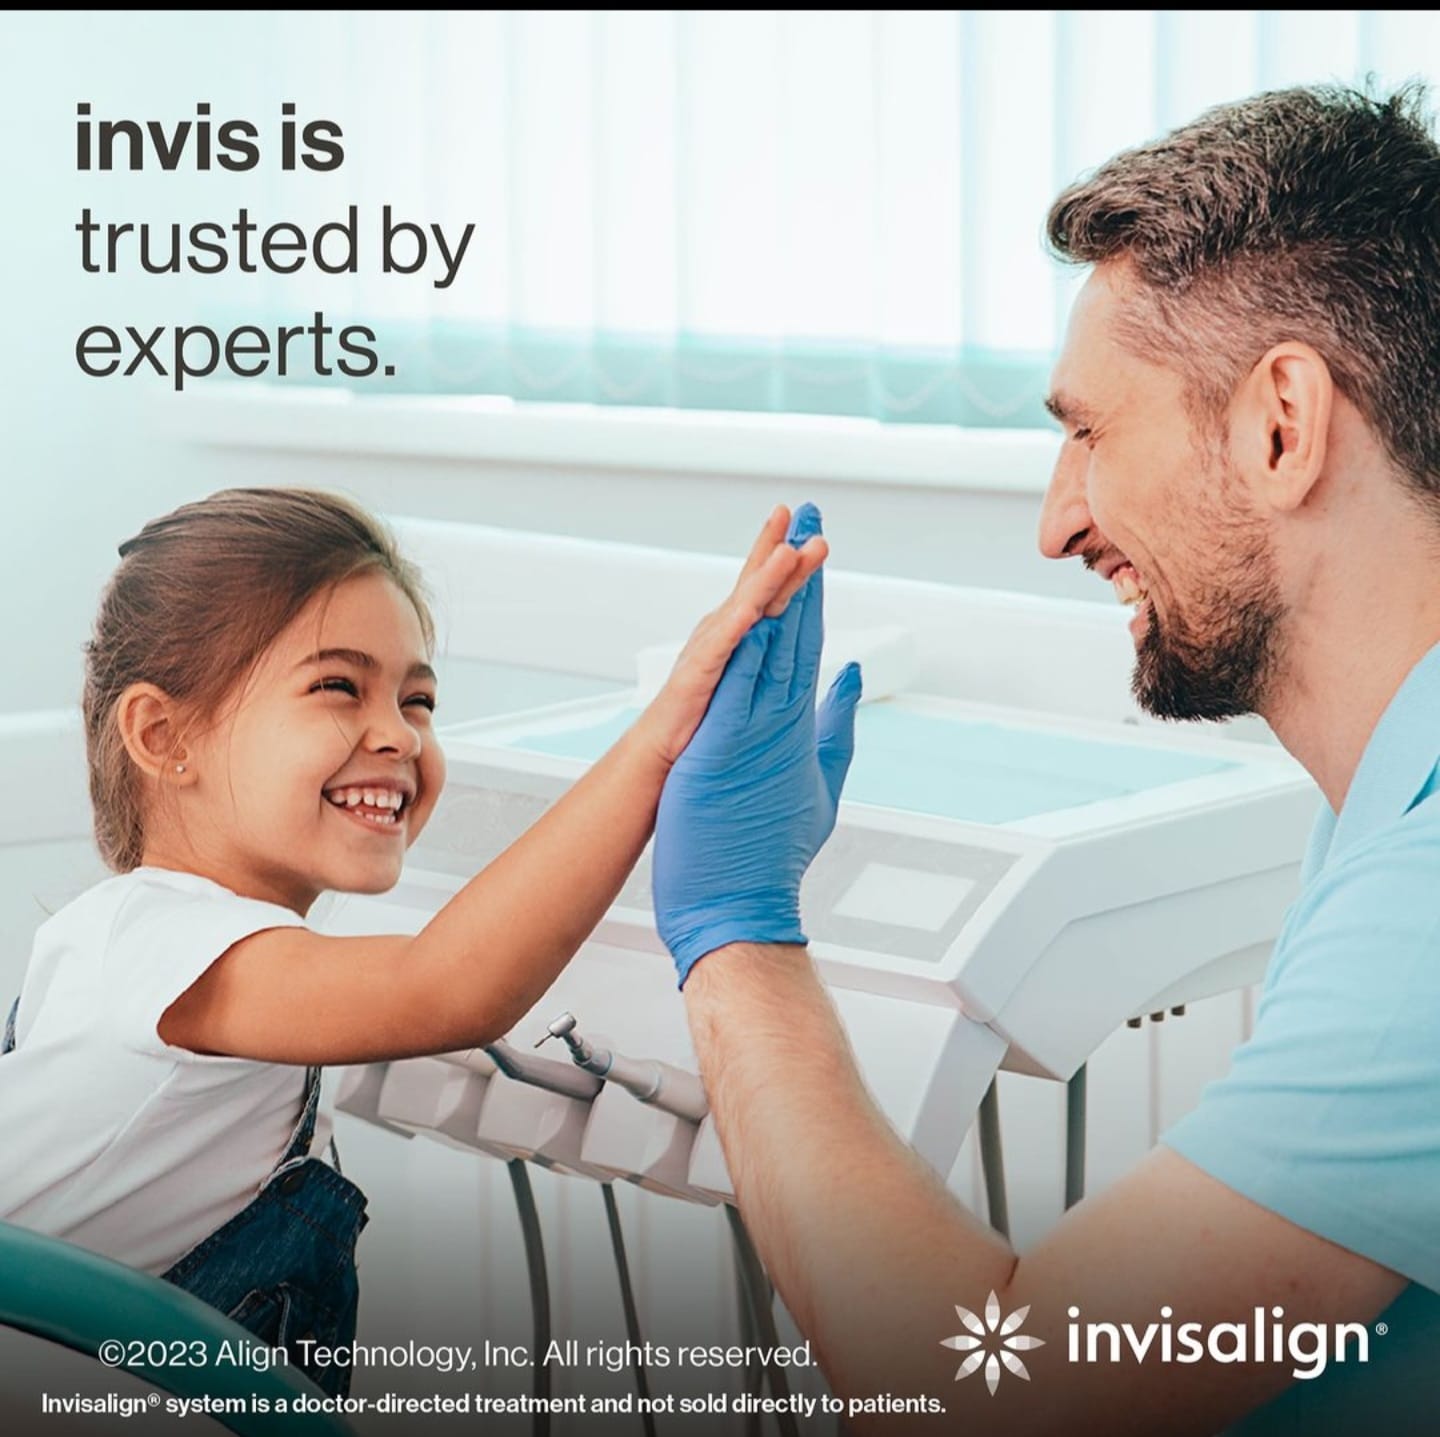 invis is
trusted by
experts.
©2023 Align Technology, Inc. All rights reserved.
invisalign®
Invisalign® system is a doctor-directed treatment and not sold directly to patients.